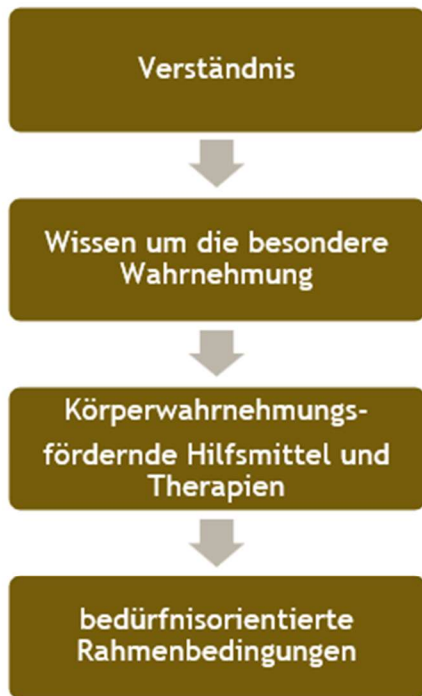 Verständnis
Wissen um die besondere
Wahrnehmung
Körperwahrnehmungs-
fördernde Hilfsmittel und
Therapien
bedürfnisorientierte
Rahmenbedingungen